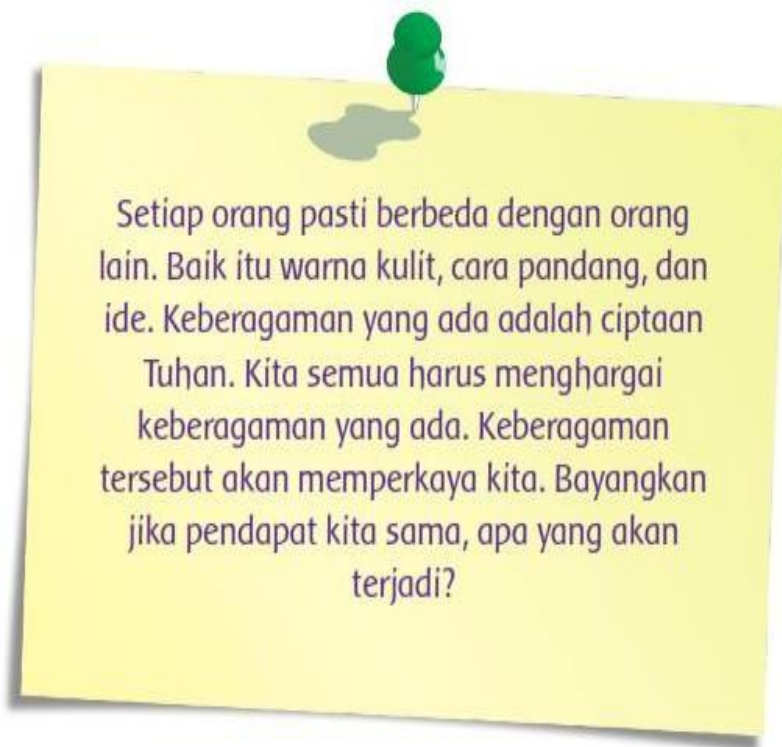 Setiap orang pasti berbeda dengan orang
lain. Baik itu warna kulit, cara pandang, dan
ide. Keberagaman yang ada adalah ciptaan
Tuhan. Kita semua harus menghargai
keberagaman yang ada. Keberagaman
tersebut akan memperkaya kita. Bayangkan
jika pendapat kita sama, apa yang akan
terjadi?